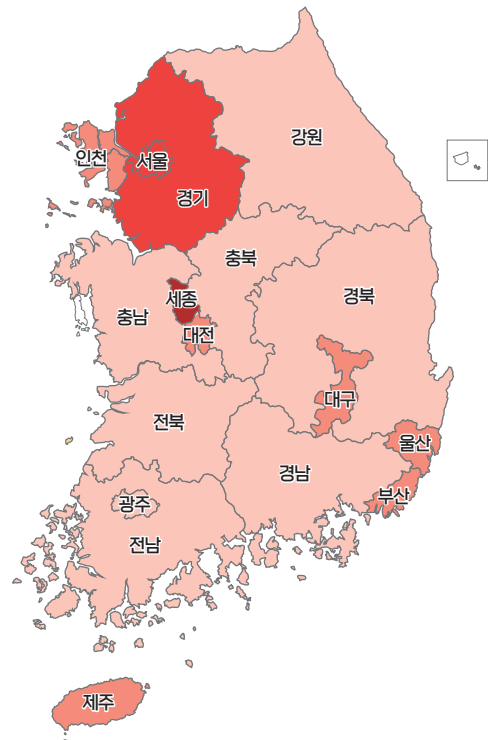 강원
인천
서울
경기
충북
경북
세종
충남
대전
대구
전북
울산
경남
부산
광주
전남
제주